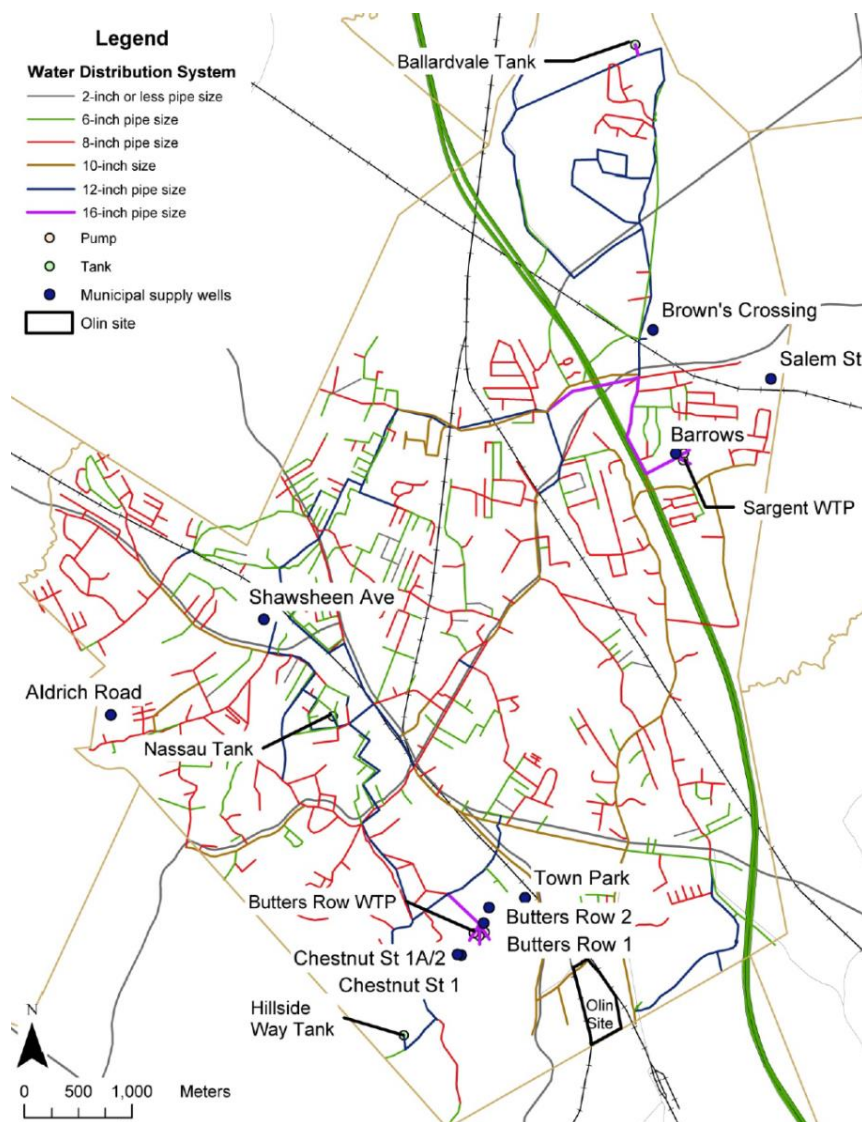 Legend
Water Distribution System
2-inch or less pipe size
6-inch pipe size
8-inch pipe size
10-inch size
12-inch pipe size
16-inch pipe size
Pump
Tank
Municipal supply wells
Olin site
Ballardvale Tank
Brown's Crossing
Salem St
Barrows
Sargent WTP
Shawsheen Ave
Aldrich Road
Nassau Tank
Town Park
Butters Row WTP
Butters Row 2
Butters Row 1
Chestnut St 1A/2
Chestnut St 1
Hillside
Way Tank
Olin
Site
N
0 500 1,000 Meters